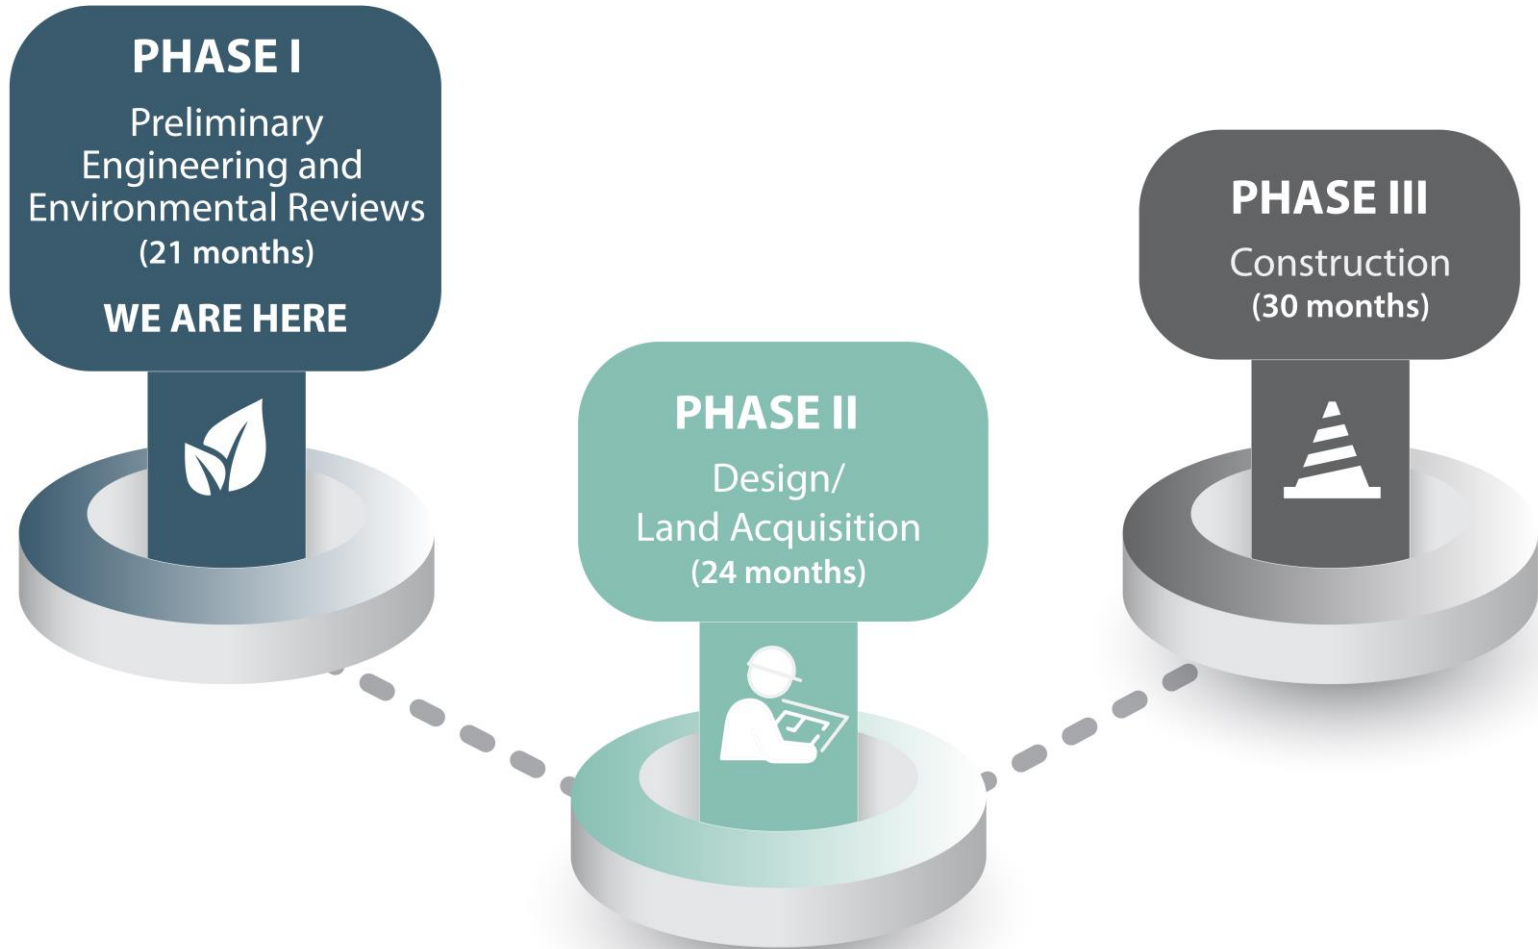 PHASE I
Preliminary
Engineering and
Environmental Reviews
(21 months)
WE ARE HERE
PHASE II
Design/
Land Acquisition
(24 months)
PHASE III
Construction
(30 months)